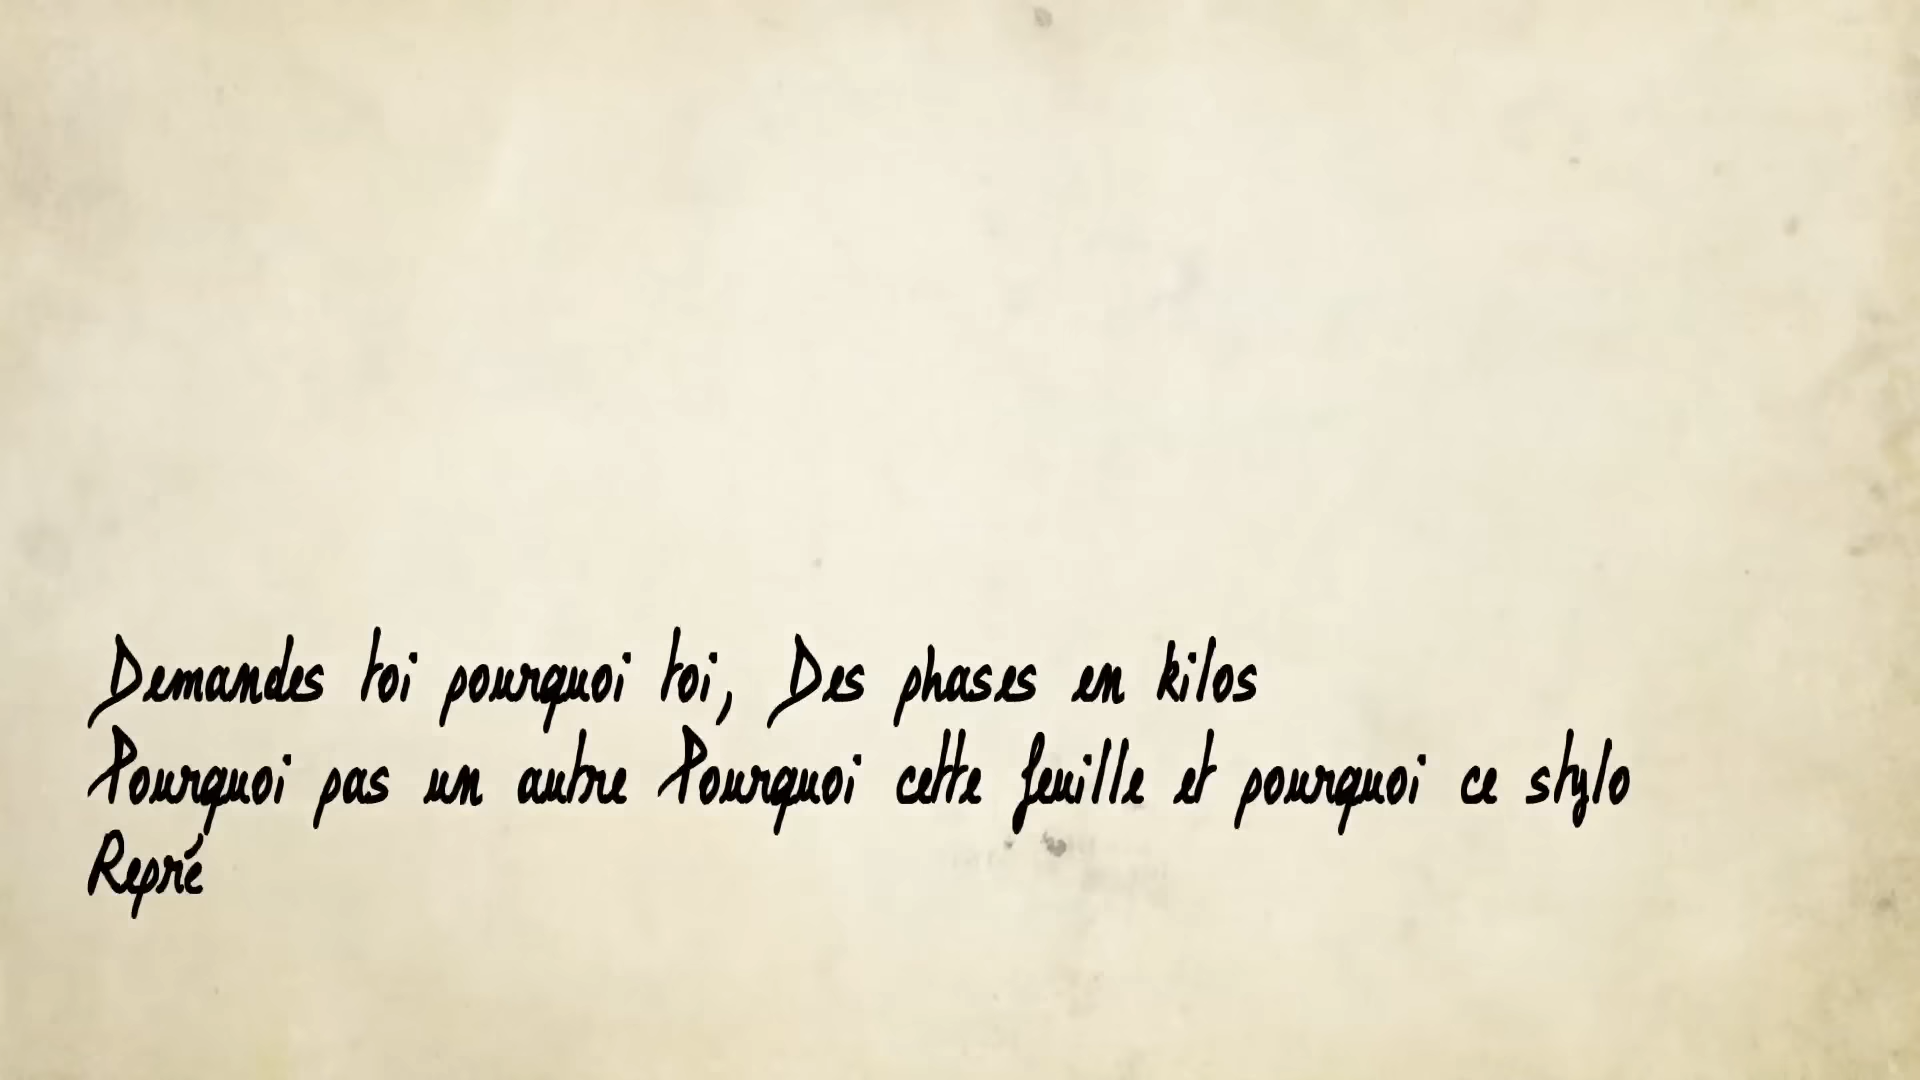 Demandes toi pourquoi toi, Des phases en kilos
Pourquoi pas un autre Pourquoi cette feuille et pourquoi ce stylo
Repré